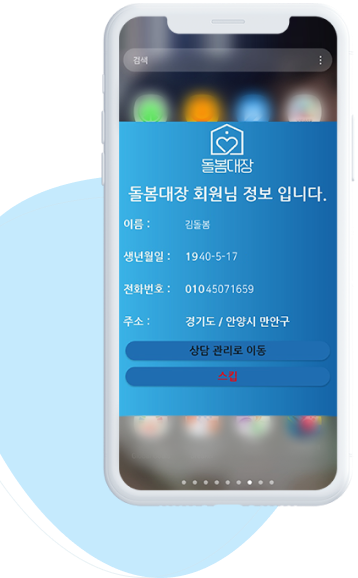 검색
돌봄대장
돌봄대장 회원님 정보 입니다.
이름 : 김돌봄
생년월일 : 1940-5-17
전화번호 : 01045071659
주소 : 경기도 / 안양시 만안구
상담 관리로 이동
스킵